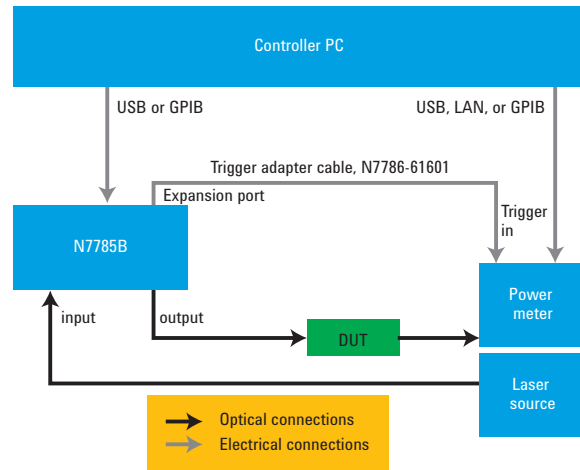 Controller PC
USB or GPIB
USB, LAN, or GPIB
Trigger adapter cable, N7786-61601
Expansion port
Trigger
in
N7785B
Power
meter
input
output
DUT
Laser
source
Optical connections
Electrical connections